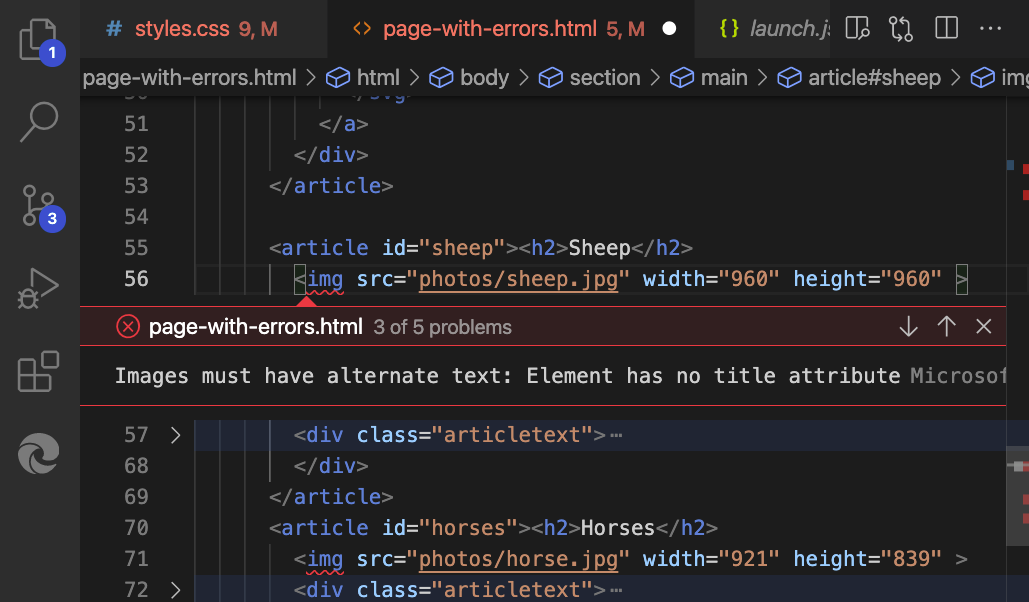 # styles.css 9, M
<> page-with-errors.html 5, M ●
{} launch.js
page-with-errors.html > html > body > section > main > article#sheep > img
1
3
51 </a>
52 </div>
53 </article>
54
55 <article id="sheep"><h2>Sheep</h2>
56 <img src="photos/sheep.jpg" width="960" height="960" >
page-with-errors.html 3 of 5 problems
Images must have alternate text: Element has no title attribute Microsof
57 > <div class="articletext">⋯
68 </div>
69 </article>
70 <article id="horses"><h2>Horses</h2>
71 <img src="photos/horse.jpg" width="921" height="839" >
72 > <div class="articletext">⋯